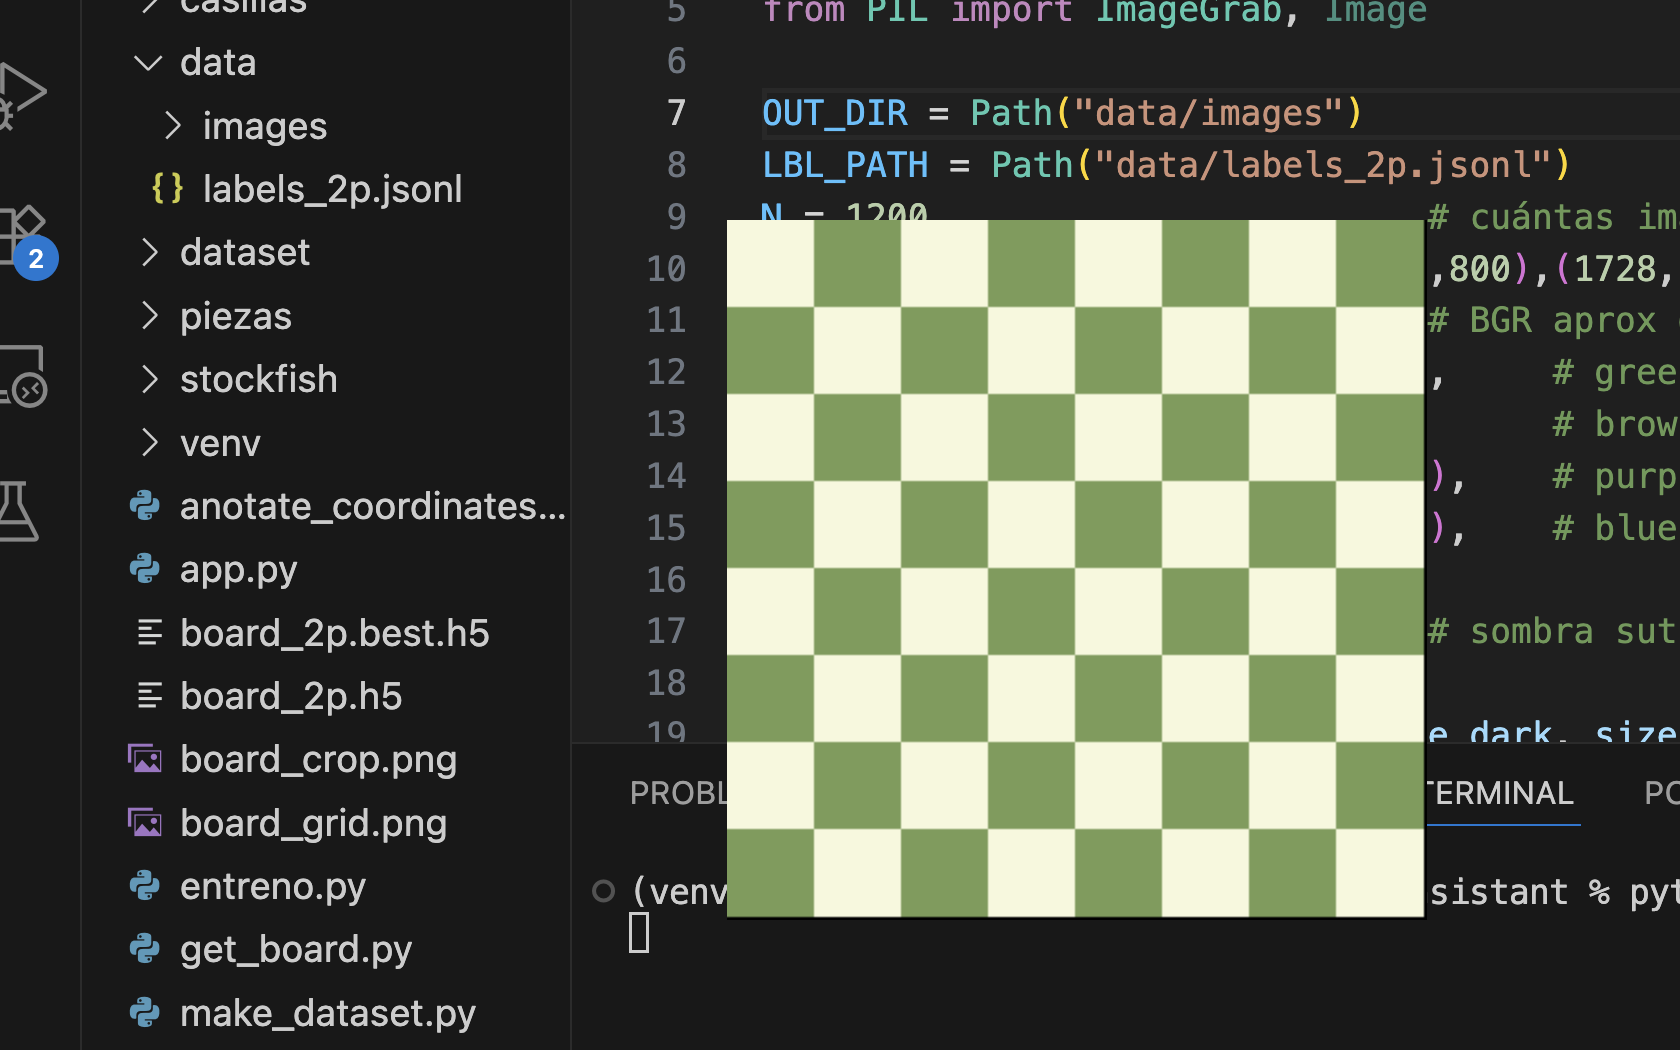 casillas
data
images
{} labels_2p.jsonl
dataset
piezas
stockfish
venv
anotate_coordinates...
app.py
board_2p.best.h5
board_2p.h5
board_crop.png
board_grid.png
entreno.py
get_board.py
make_dataset.py
2
5 from PIL import ImageGrab, Image
6
7 OUT_DIR = Path("data/images")
8 LBL_PATH = Path("data/labels_2p.jsonl")
9 N = 1200 # cuántas im
10 ,800),(1728,
11 # BGR aprox
12 , # gree
13 # brow
14 ), # purp
15 ), # blue
16
17 # sombra sut
18
19 e dark, size
PROBL TERMINAL PO
(venv sistant % pyt